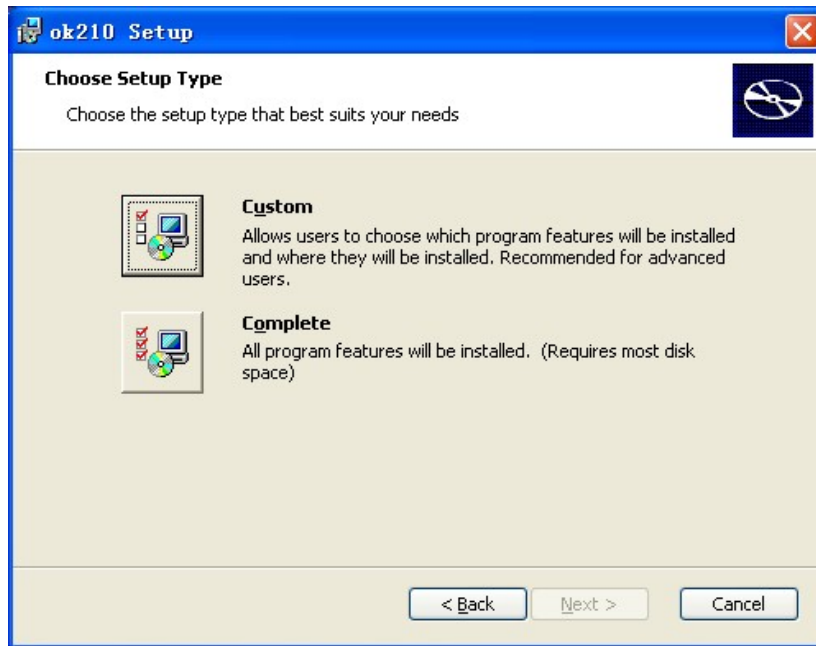 ok210 Setup
Choose Setup Type
Choose the setup type that best suits your needs
Custom
Allows users to choose which program features will be installed
and where they will be installed. Recommended for advanced
users.
Complete
All program features will be installed. (Requires most disk
space)
< Back Next > Cancel